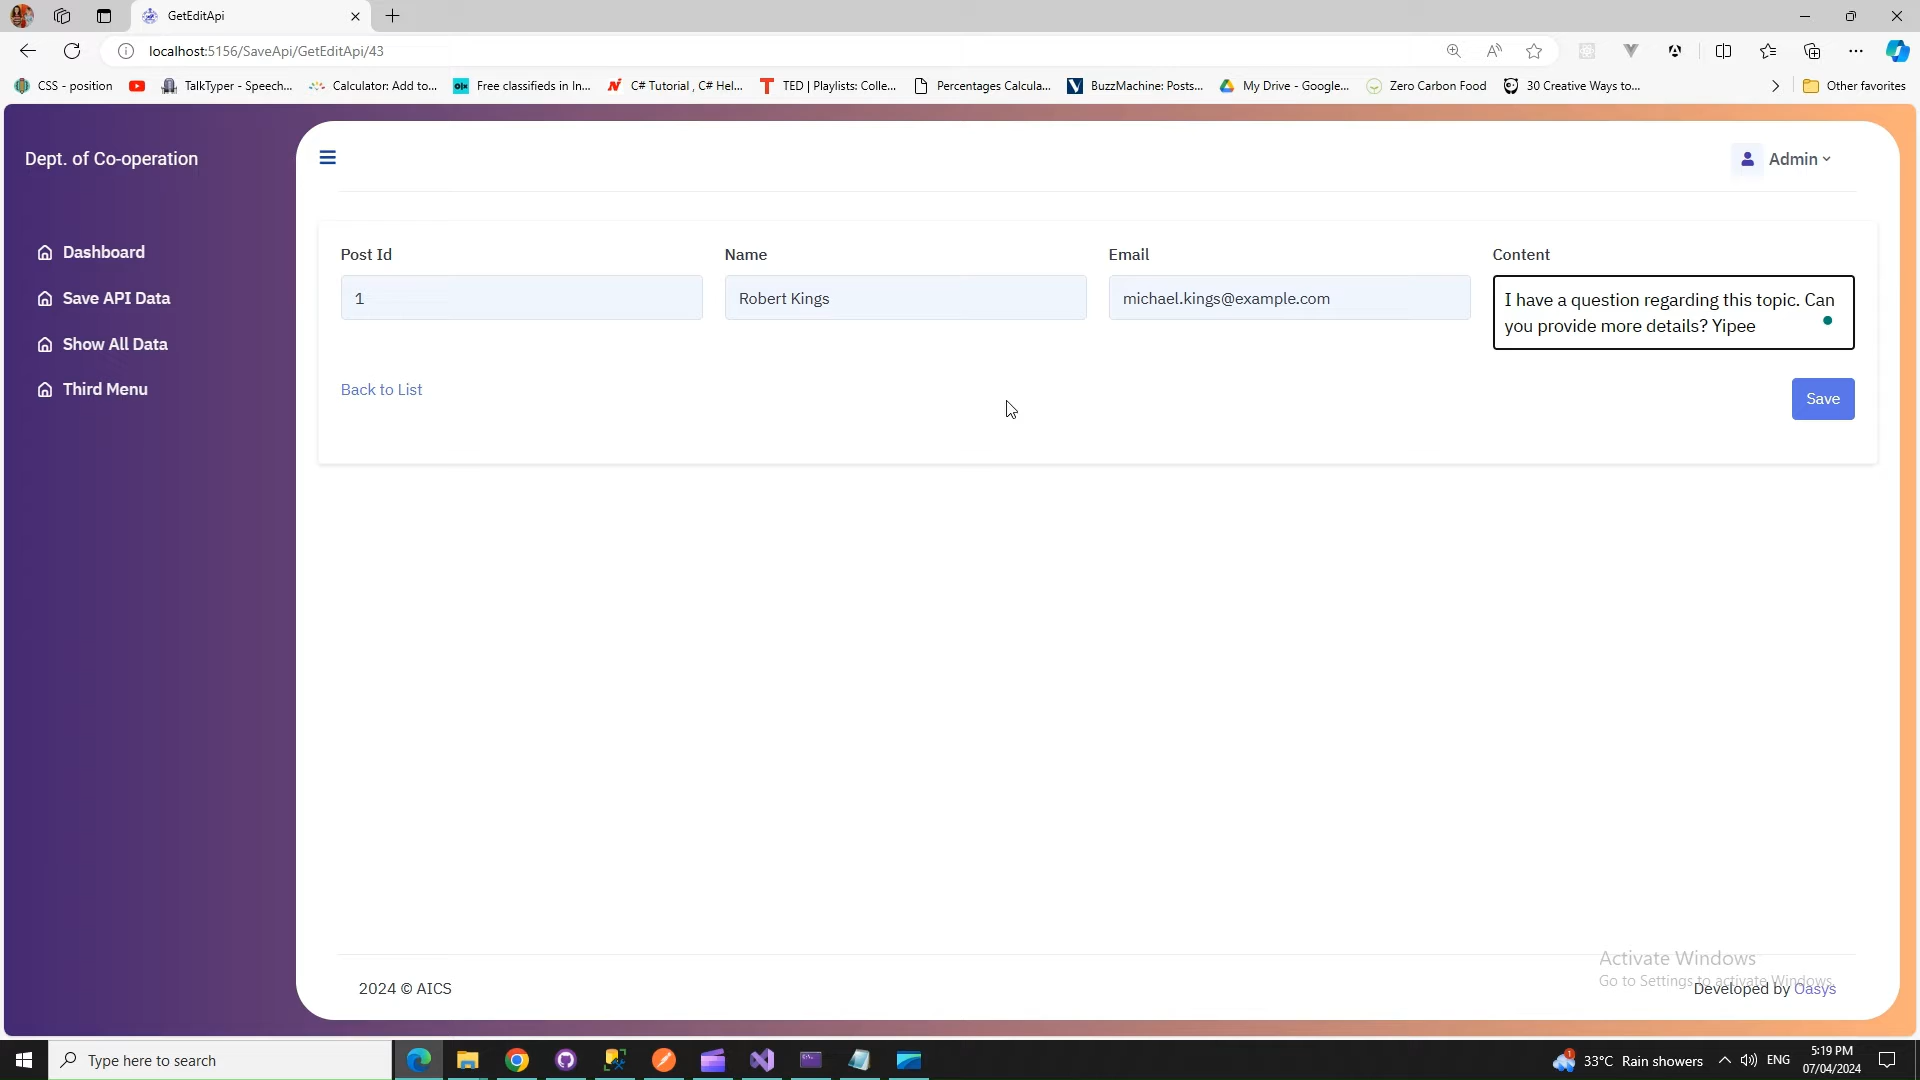 GetEditApi
localhost:5156/SaveApi/GetEditApi/43
CSS - position
TalkTyper - Speech...
Calculator: Add to...
Free classifieds in In...
C# Tutorial , C# Hel...
TED | Playlists: Colle...
Percentages Calcula...
BuzzMachine: Posts...
My Drive - Google...
Zero Carbon Food
30 Creative Ways to...
Other favorites
Dept. of Co-operation
Admin
Dashboard
Save API Data
Show All Data
Third Menu
Post Id
Name
Email
Content
1
Robert Kings
michael.kings@example.com
I have a question regarding this topic. Can
you provide more details? Yipee
Back to List
Save
Activate Windows
Go to Settings to activate Windows.
2024 © AICS
Developed by Oasys
Type here to search
33°C Rain showers
ENG
5:19 PM
07/04/2024